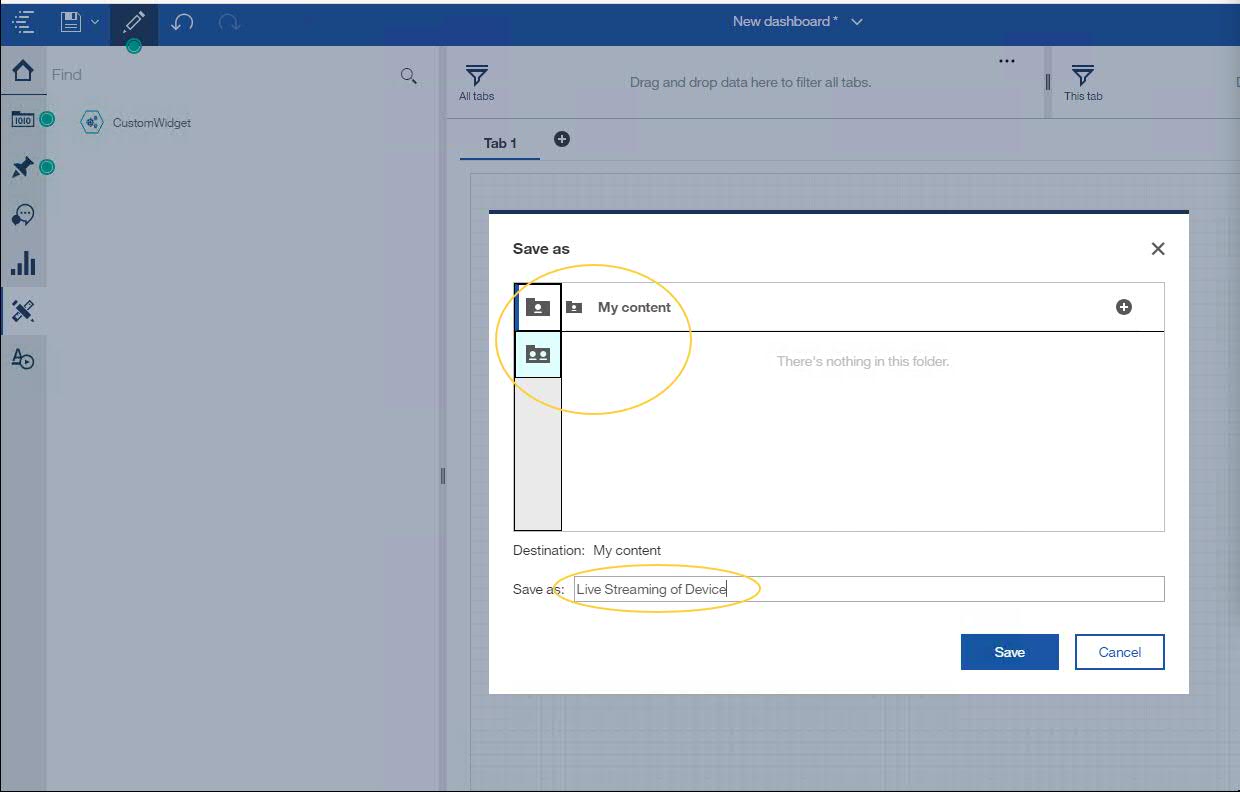 New dashboard *
Find
All tabs
Drag and drop data here to filter all tabs.
This tab
CustomWidget
Tab 1
Save as
My content
There's nothing in this folder.
Destination: My content
Save as: Live Streaming of Device
Save
Cancel